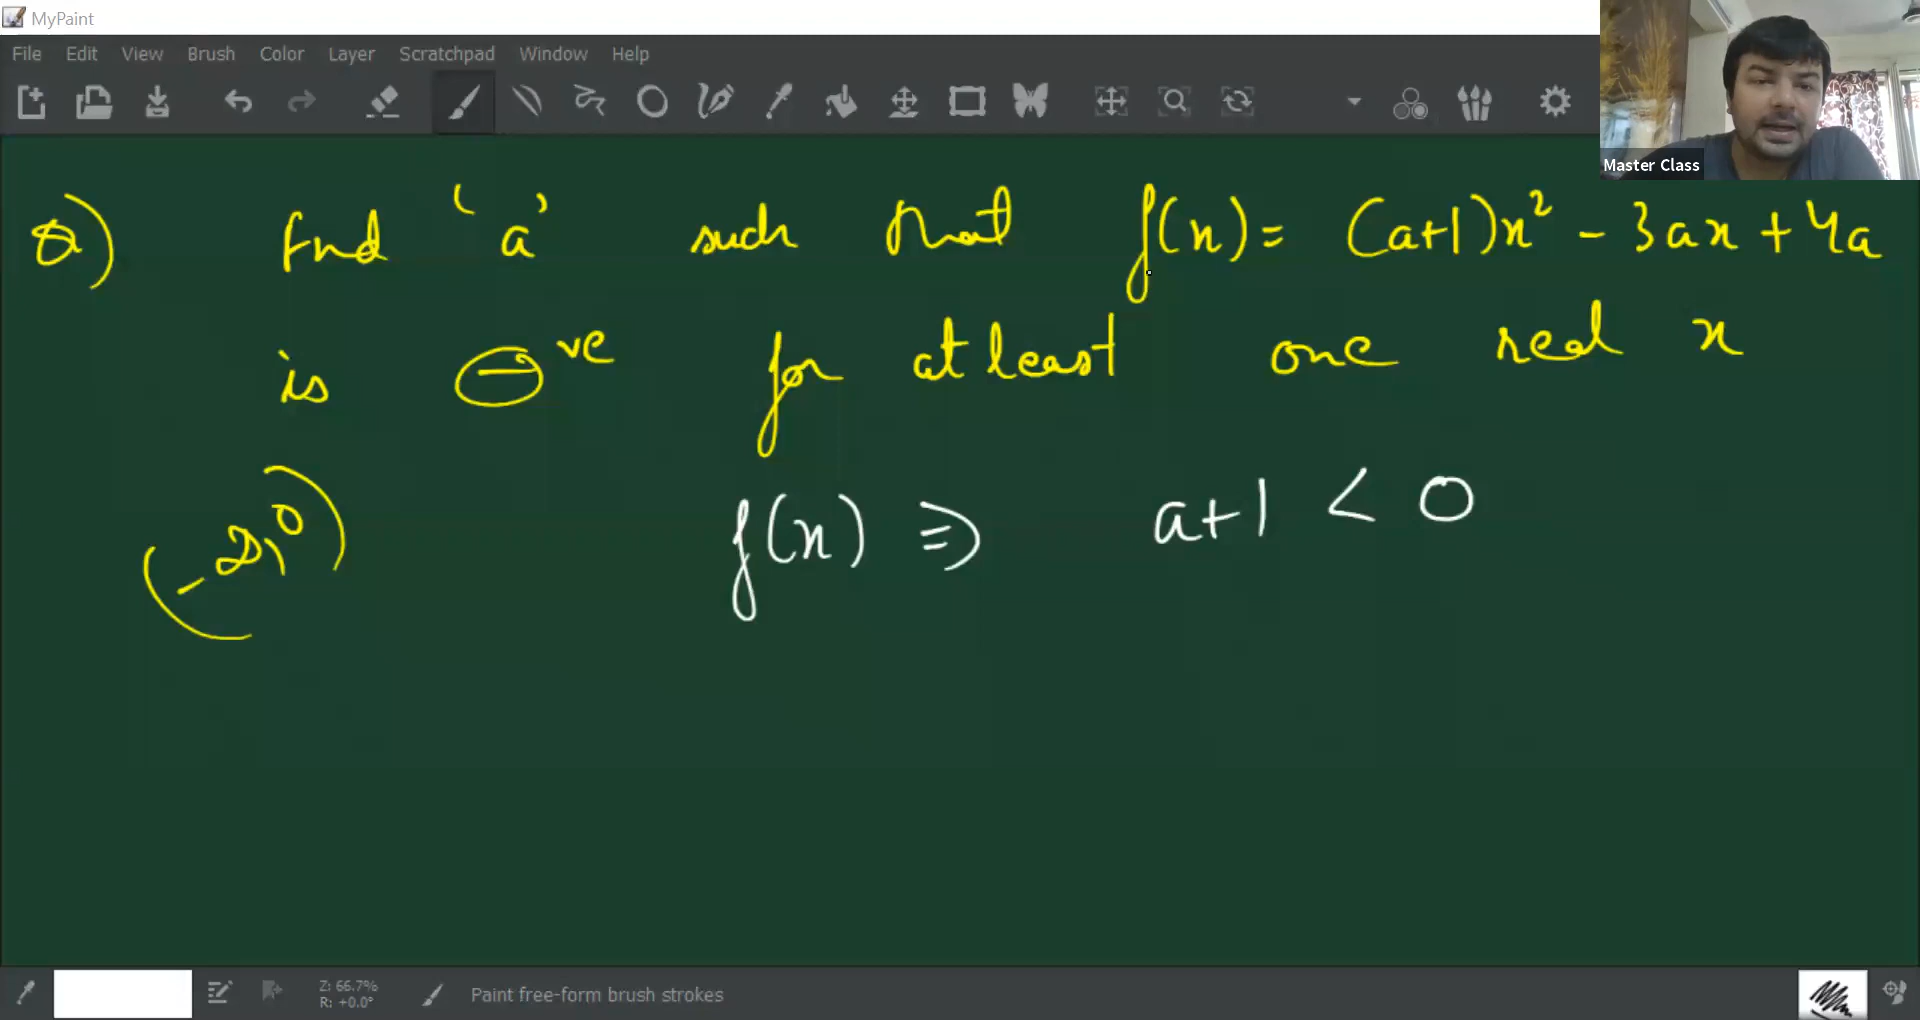 MyPaint
File Edit View Brush Color Layer Scratchpad Window Help
Master Class
Q) find 'a' such that f(x) = (a+1)x² - 3ax + 4a
is ⊖ve for at least one real x
(-2,0)
f(x) ⇒ a+1 < 0
Z: 66.7%
R: +0.0°
Paint free-form brush strokes